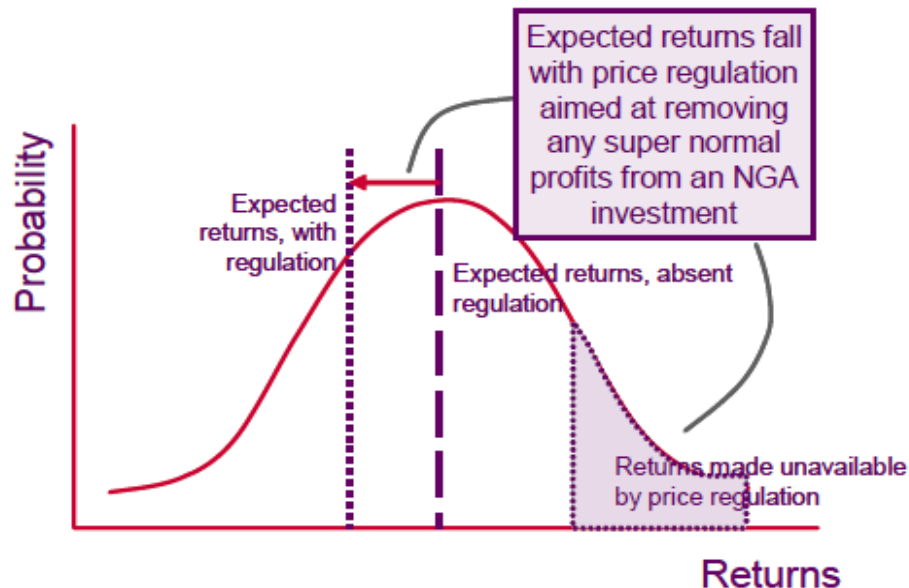 Expected returns fall
with price regulation
aimed at removing
any super normal
profits from an NGA
investment
Probability
Expected
returns, with
regulation
Expected returns, absent
regulation
Returns made unavailable
by price regulation
Returns